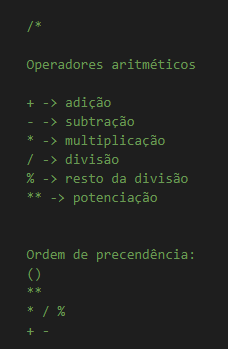 /*
Operadores aritméticos
+ -> adição
- -> subtração
* -> multiplicação
/ -> divisão
% -> resto da divisão
** -> potenciação
Ordem de precendência:
()
**
* / %
+ -